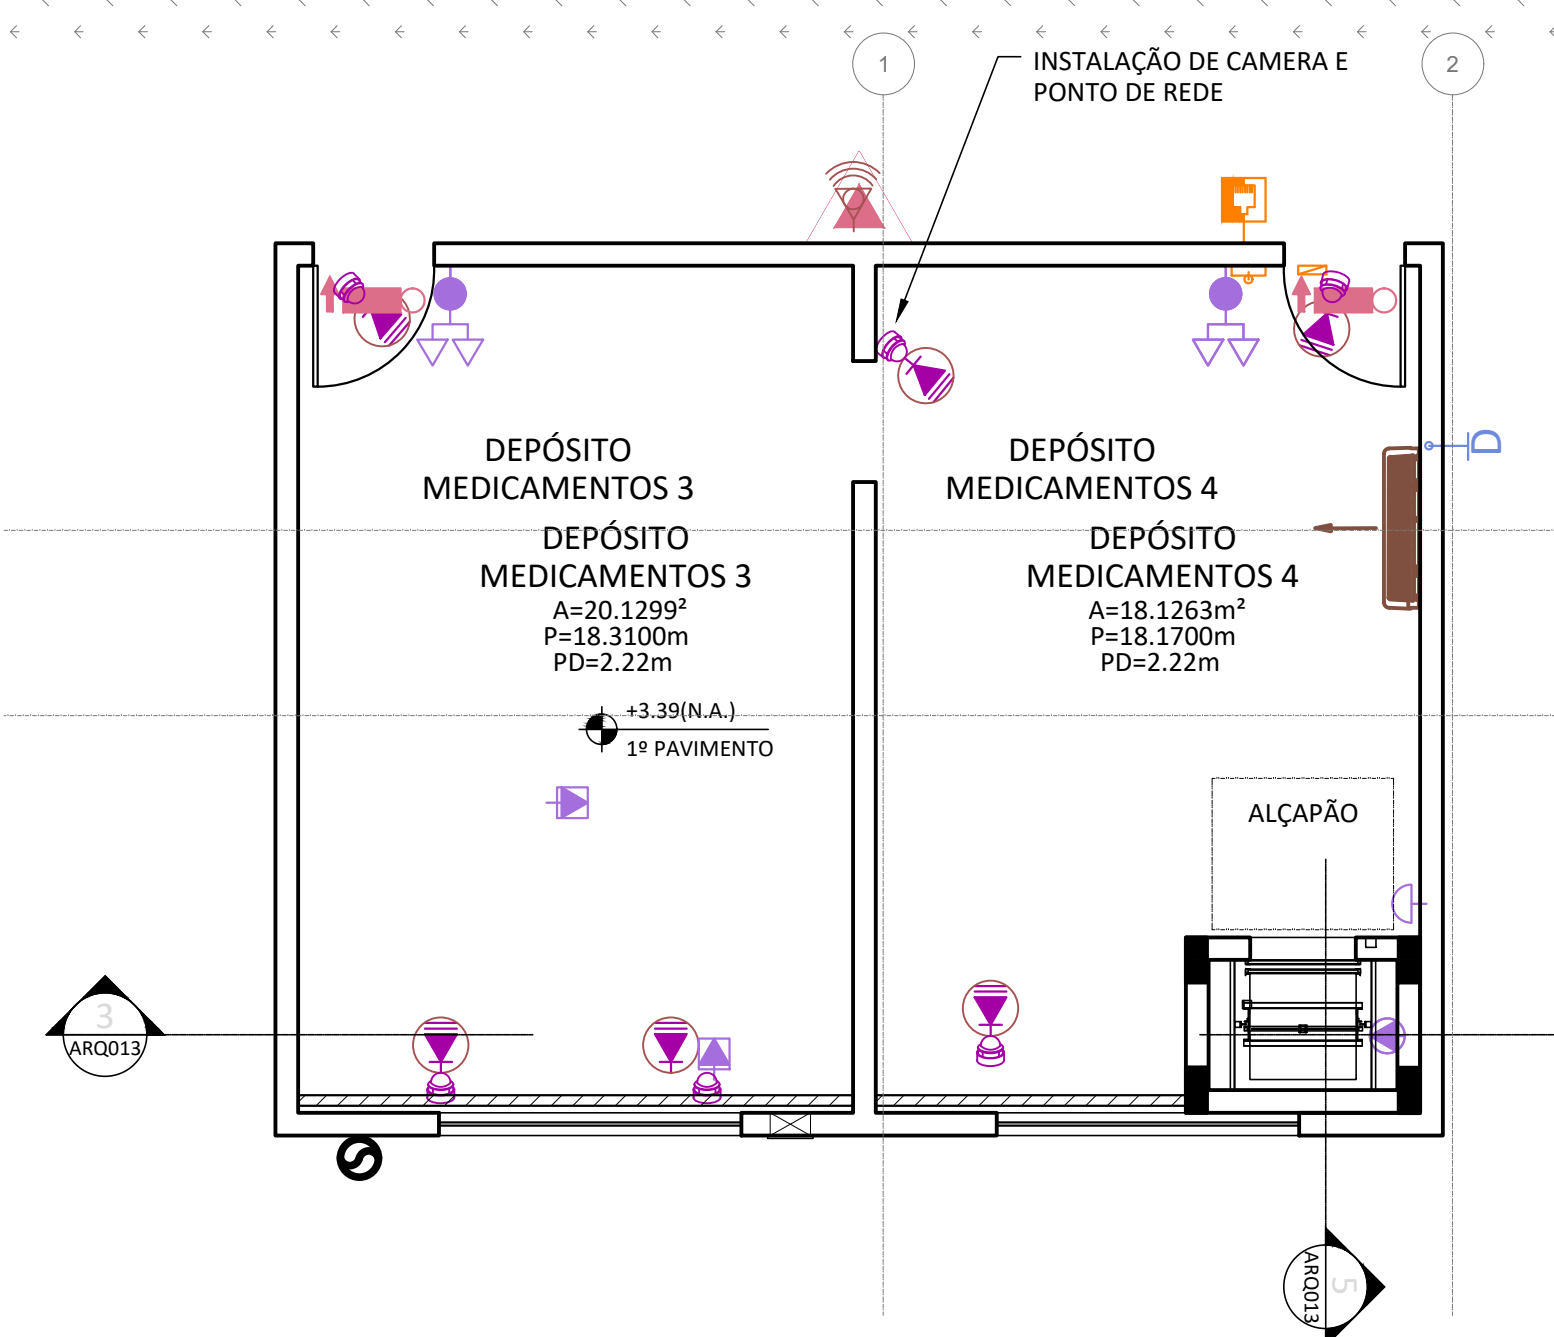 1
2
INSTALAÇÃO DE CAMERA E
PONTO DE REDE
DEPÓSITO
MEDICAMENTOS 3
DEPÓSITO
MEDICAMENTOS 4
D
DEPÓSITO
MEDICAMENTOS 3
A=20.1299²
P=18.3100m
PD=2.22m
DEPÓSITO
MEDICAMENTOS 4
A=18.1263m²
P=18.1700m
PD=2.22m
+3.39(N.A.)
1º PAVIMENTO
ALÇAPÃO
3
ARQ013
5
ARQ013